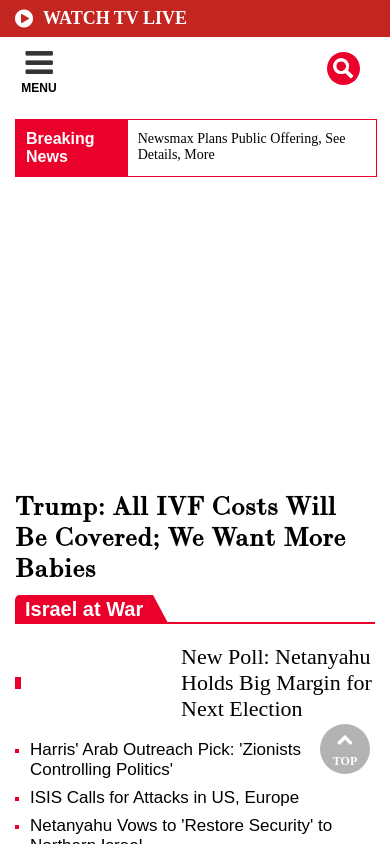 WATCH TV LIVE
MENU
Breaking
News
Newsmax Plans Public Offering, See
Details, More
Trump: All IVF Costs Will
Be Covered; We Want More
Babies
Israel at War
New Poll: Netanyahu
Holds Big Margin for
Next Election
Harris' Arab Outreach Pick: 'Zionists
Controlling Politics'
TOP
ISIS Calls for Attacks in US, Europe
Netanyahu Vows to 'Restore Security' to
Northern Israel